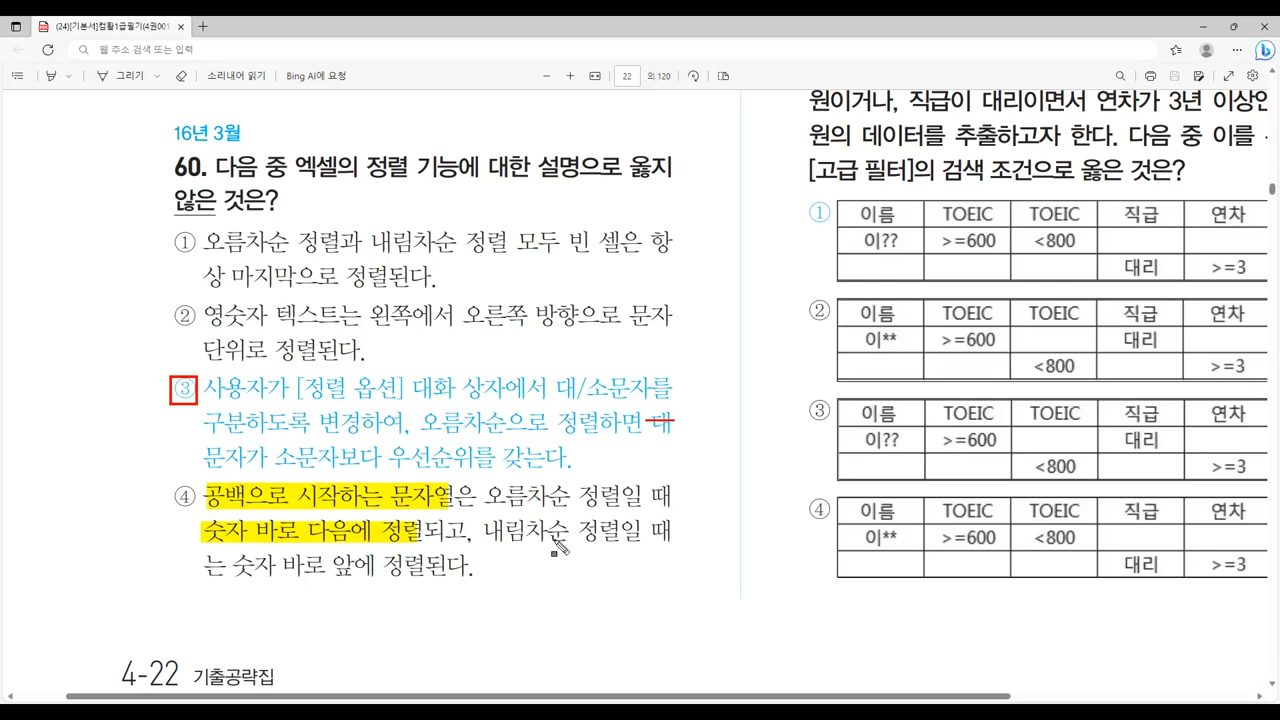 (24)[기본서]컴활1급필기(4권001
웹 주소 검색 또는 입력
그리기
소리내어 읽기
Bing AI에 요청
22
의 120
16년 3월
60. 다음 중 엑셀의 정렬 기능에 대한 설명으로 옳지
않은 것은?
① 오름차순 정렬과 내림차순 정렬 모두 빈 셀은 항
상 마지막으로 정렬된다.
② 영숫자 텍스트는 왼쪽에서 오른쪽 방향으로 문자
단위로 정렬된다.
③ 사용자가 [정렬 옵션] 대화 상자에서 대/소문자를
구분하도록 변경하여, 오름차순으로 정렬하면 대
문자가 소문자보다 우선순위를 갖는다.
④ 공백으로 시작하는 문자열은 오름차순 정렬일 때
숫자 바로 다음에 정렬되고, 내림차순 정렬일 때
는 숫자 바로 앞에 정렬된다.
4-22 기출공략집
원이거나, 직급이 대리이면서 연차가 3년 이상인
원의 데이터를 추출하고자 한다. 다음 중 이를
[고급 필터]의 검색 조건으로 옳은 것은?
① 이름 TOEIC TOEIC 직급 연차
이?? >=600 <800
대리 >=3
② 이름 TOEIC TOEIC 직급 연차
이** >=600 대리
<800 >=3
③ 이름 TOEIC TOEIC 직급 연차
이?? >=600 대리
<800 >=3
④ 이름 TOEIC TOEIC 직급 연차
이** >=600 <800
대리 >=3